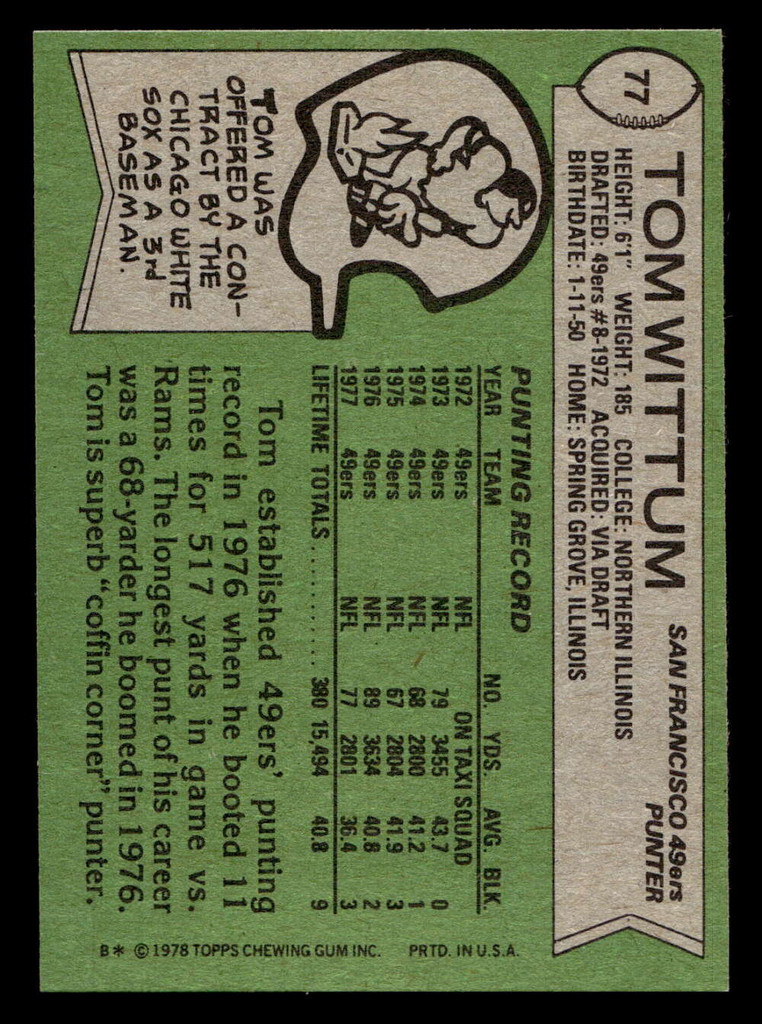 77
TOM WITTUM
SAN FRANCISCO 49ers
PUNTER
HEIGHT: 6'1" WEIGHT: 185 COLLEGE: NORTHERN ILLINOIS
DRAFTED: 49ers #8-1972 ACQUIRED: VIA DRAFT
BIRTHDATE: 1-11-50 HOME: SPRING GROVE, ILLINOIS
TOM WAS
OFFERED A CON-
TRACT BY THE
CHICAGO WHITE
SOX AS A 3rd
BASEMAN.
PUNTING RECORD
YEAR TEAM NO. YDS. AVG. BLK.
1972 49ers NFL ON TAXI SQUAD
1973 49ers NFL 79 3455 43.7 0
1974 49ers NFL 68 2800 41.2 1
1975 49ers NFL 67 2804 41.9 3
1976 49ers NFL 89 3634 40.8 2
1977 49ers NFL 77 2801 36.4 3
LIFETIME TOTALS........... 380 15,494 40.8 9
Tom established 49ers' punting
record in 1976 when he booted 11
times for 517 yards in game vs.
Rams. The longest punt of his career
was a 68-yarder he boomed in 1976.
Tom is superb "coffin corner" punter.
B* © 1978 TOPPS CHEWING GUM INC. PRTD. IN U.S.A.